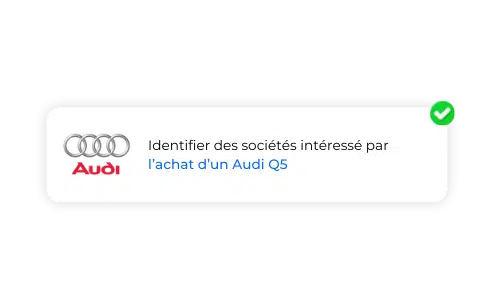 Identifier des sociétés intéressé par
l'achat d'un Audi Q5
Audi